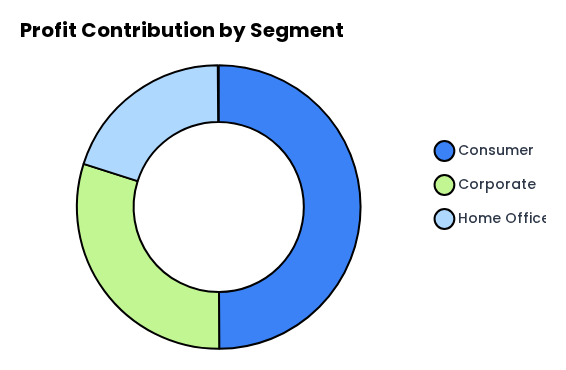 Profit Contribution by Segment
Consumer
Corporate
Home Office